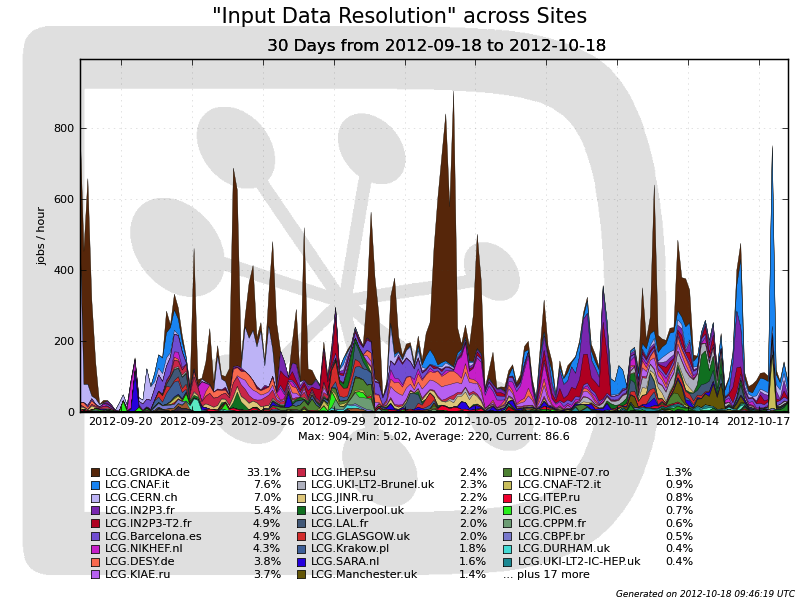 "Input Data Resolution" across Sites
30 Days from 2012-09-18 to 2012-10-18
jobs / hour
800
600
400
200
0
2012-09-20 2012-09-23 2012-09-26 2012-09-29 2012-10-02 2012-10-05 2012-10-08 2012-10-11 2012-10-14 2012-10-17
Max: 904, Min: 5.02, Average: 220, Current: 86.6
LCG.GRIDKA.de 33.1% LCG.IHEP.su 2.4% LCG.NIPNE-07.ro 1.3%
LCG.CNAF.it 7.6% LCG.UKI-LT2-Brunel.uk 2.3% LCG.CNAF-T2.it 0.9%
LCG.CERN.ch 7.0% LCG.JINR.ru 2.2% LCG.ITEP.ru 0.8%
LCG.IN2P3.fr 5.4% LCG.Liverpool.uk 2.2% LCG.PIC.es 0.7%
LCG.IN2P3-T2.fr 4.9% LCG.LAL.fr 2.0% LCG.CPPM.fr 0.6%
LCG.Barcelona.es 4.9% LCG.GLASGOW.uk 2.0% LCG.CBPF.br 0.5%
LCG.NIKHEF.nl 4.3% LCG.Krakow.pl 1.8% LCG.DURHAM.uk 0.4%
LCG.DESY.de 3.8% LCG.SARA.nl 1.6% LCG.UKI-LT2-IC-HEP.uk 0.4%
LCG.KIAE.ru 3.7% LCG.Manchester.uk 1.4% ... plus 17 more
Generated on 2012-10-18 09:46:19 UTC